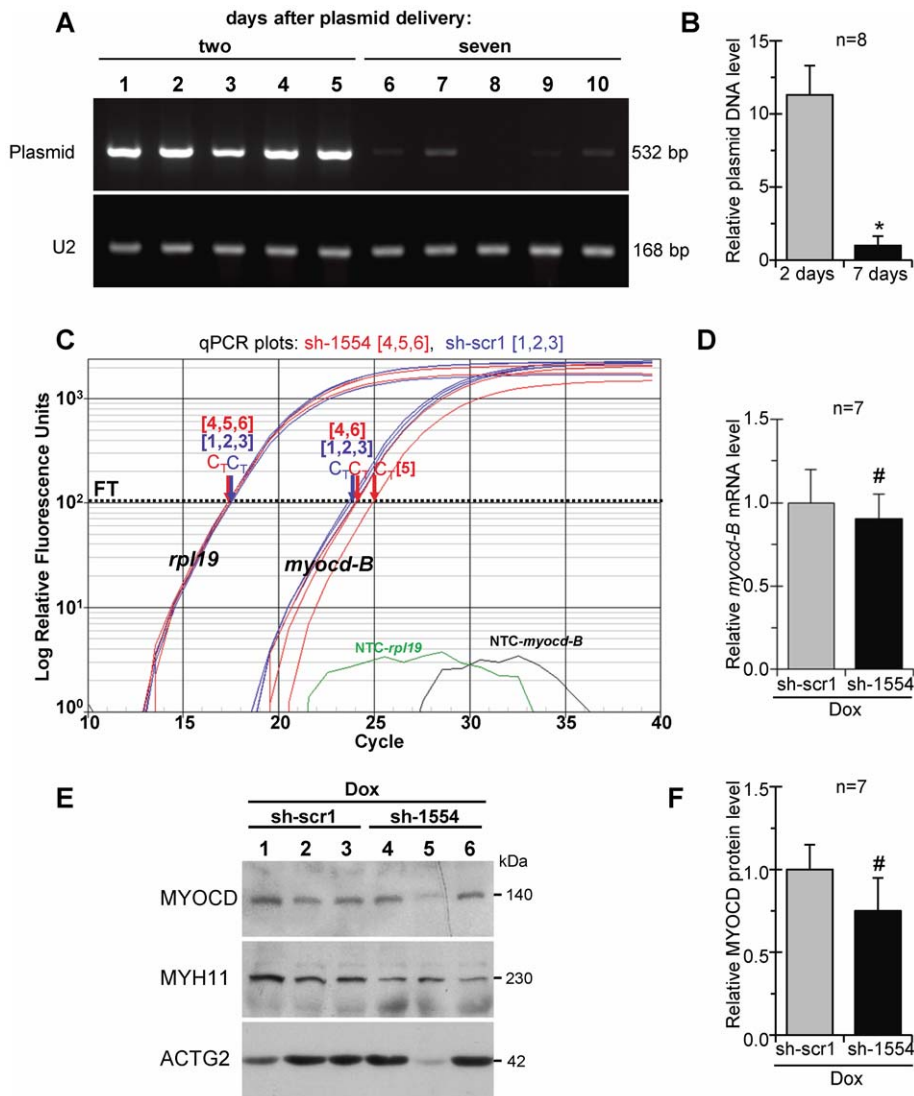 A
days after plasmid delivery:
two seven
1 2 3 4 5 6 7 8 9 10
Plasmid 532 bp
U2 168 bp
B
n=8
Relative plasmid DNA level
15
10
5
0
*
2 days 7 days
C
qPCR plots: sh-1554 [4,5,6], sh-scr1 [1,2,3]
Log Relative Fluorescence Units
10³
10²
10¹
10⁰
FT
[4,5,6]
[1,2,3]
CTCT
[4,6]
[1,2,3]
CTCT CT[5]
rpl19
myocd-B
NTC-rpl19
NTC-myocd-B
10 15 20 25 30 35 40
Cycle
D
n=7
Relative myocd-B mRNA level
1.5
1.0
0.5
0.0
#
sh-scr1 sh-1554
Dox
E
Dox
sh-scr1 sh-1554
1 2 3 4 5 6
kDa
MYOCD 140
MYH11 230
ACTG2 42
F
n=7
Relative MYOCD protein level
1.5
1.0
0.5
0.0
#
sh-scr1 sh-1554
Dox